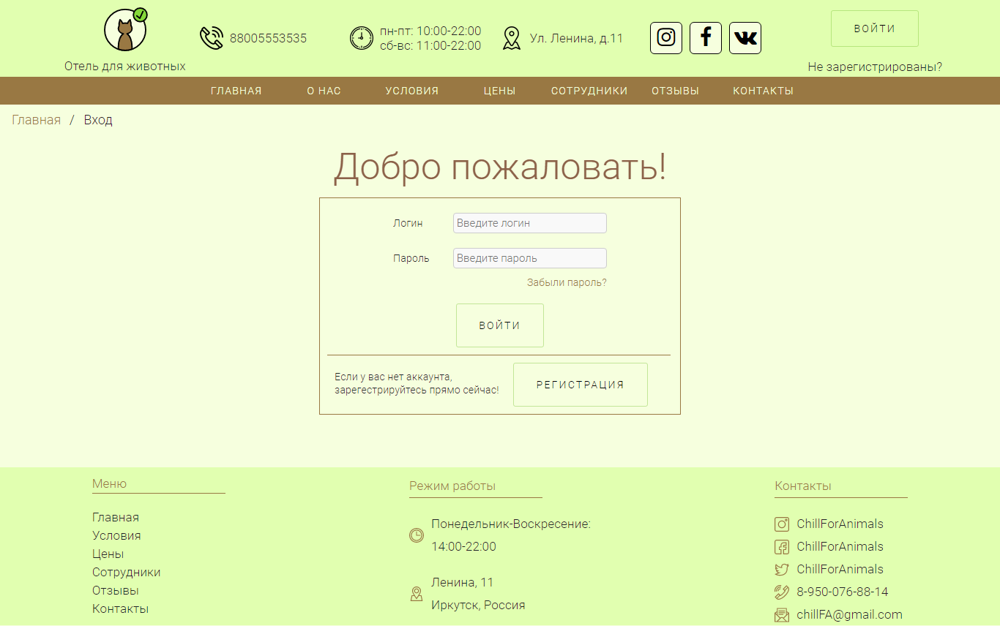 Отель для животных
88005553535
пн-пт: 10:00-22:00
сб-вс: 11:00-22:00
Ул. Ленина, д.11
ВОЙТИ
Не зарегистрированы?
ГЛАВНАЯ О НАС УСЛОВИЯ ЦЕНЫ СОТРУДНИКИ ОТЗЫВЫ КОНТАКТЫ
Главная / Вход
Добро пожаловать!
Логин Введите логин
Пароль Введите пароль
Забыли пароль?
ВОЙТИ
Если у вас нет аккаунта,
зарегестрируйтесь прямо сейчас!
РЕГИСТРАЦИЯ
Меню
Главная
Условия
Цены
Сотрудники
Отзывы
Контакты
Режим работы
Понедельник-Воскресение:
14:00-22:00
Ленина, 11
Иркутск, Россия
Контакты
ChillForAnimals
ChillForAnimals
ChillForAnimals
8-950-076-88-14
chillFA@gmail.com